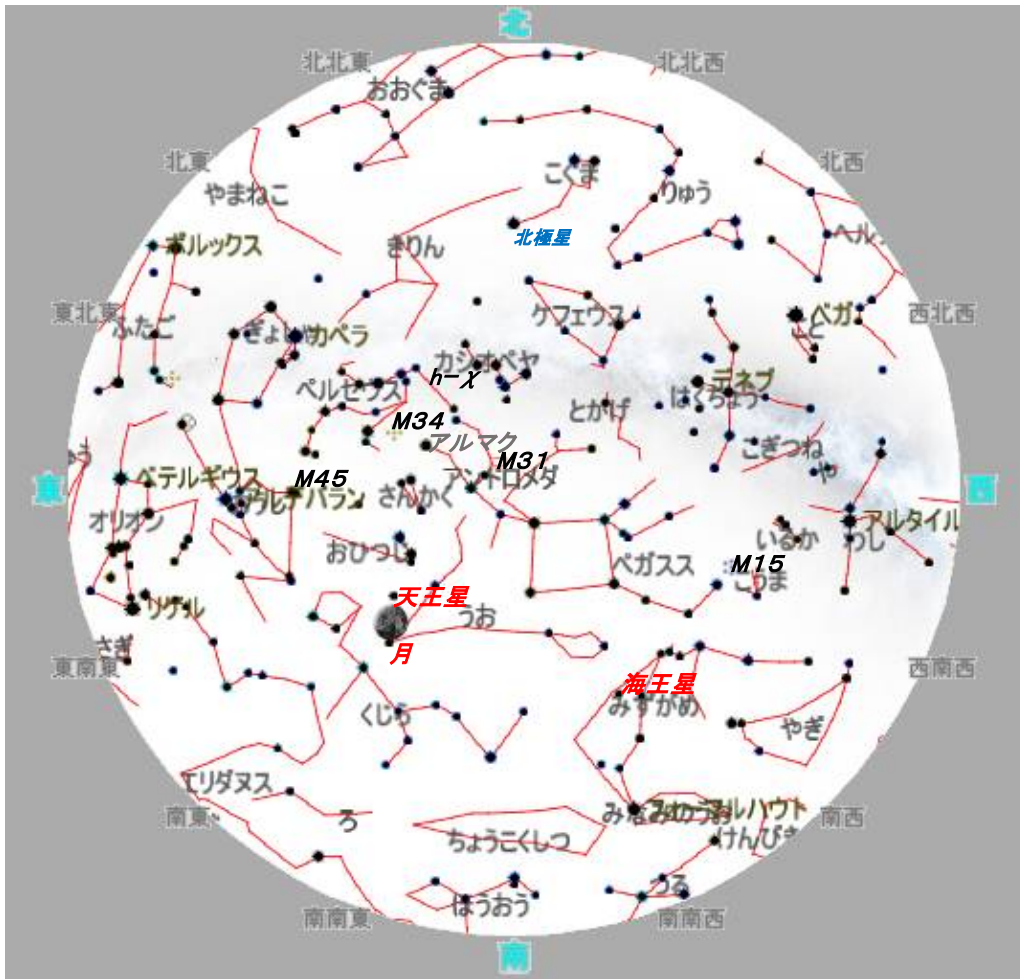 北
北北東
北北西
おおぐま
北東
北西
こぐま
りゅう
やまねこ
北極星
ポルックス
きりん
ヘル
東北東
西北西
ふたご
ぎょしゃ
カペラ
ケフェウス
ベガ
こと
カシオペヤ
h-χ
ペルセウス
デネブ
はくちょう
とかげ
M34
アルマク
こぎつね
M31
や
ゅう
東
ベテルギウス
M45
アルデバラン
さんかく
アンドロメダ
西
オリオン
アルタイル
わし
いるか
おひつじ
ペガスス
M15
こうま
天王星
リゲル
うお
さぎ
月
東南東
西南西
海王星
みずがめ
くじら
やぎ
エリダヌス
南東
ろ
フォーマルハウト
南西
ちょうこくしつ
けんびき
つる
ほうおう
南南東
南南西
南